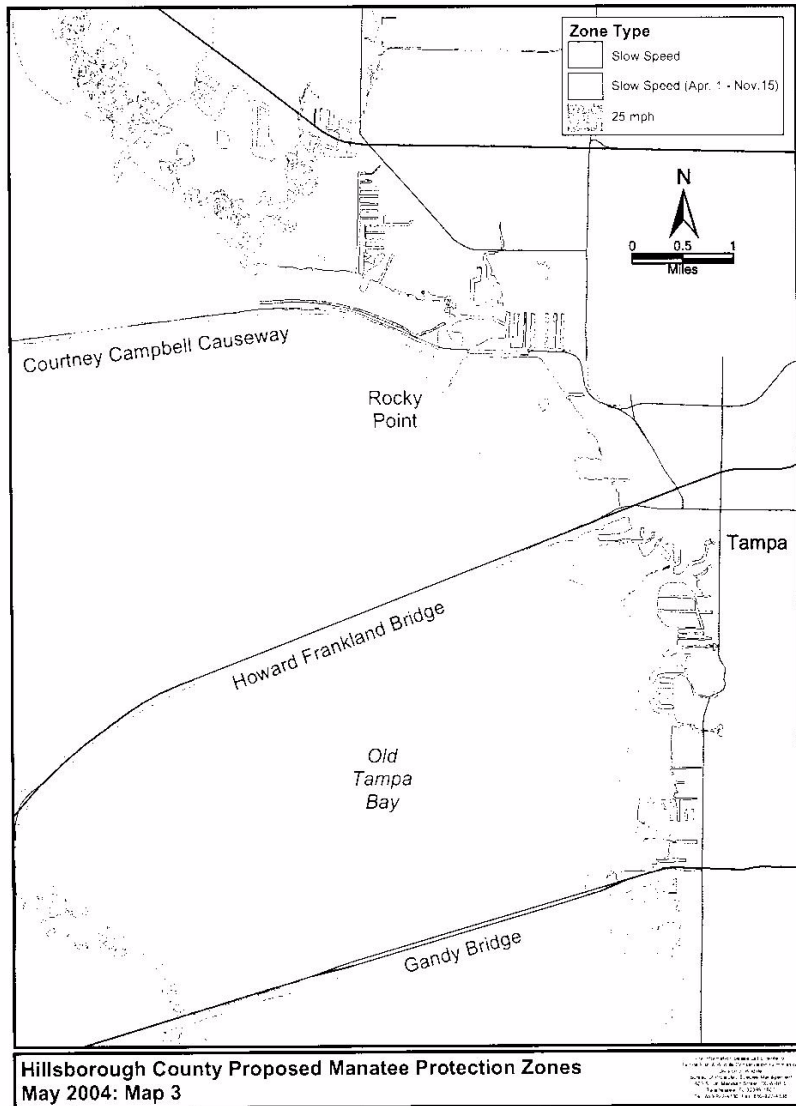 Zone Type
Slow Speed
Slow Speed (Apr. 1 - Nov.15)
25 mph
N
0 0.5 1
Miles
Courtney Campbell Causeway
Rocky
Point
Tampa
Howard Frankland Bridge
Old
Tampa
Bay
Gandy Bridge
Hillsborough County Proposed Manatee Protection Zones
May 2004: Map 3